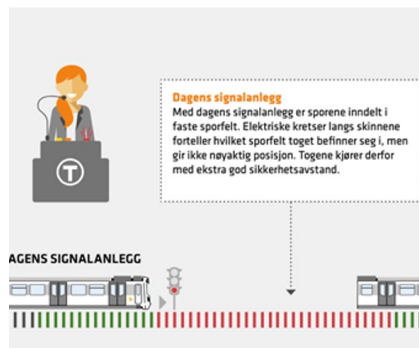 Dagens signalanlegg
Med dagens signalanlegg er sporene inndelt i
faste sporfelt. Elektriske kretser langs skinnene
forteller hvilket sporfelt toget befinner seg i, men
gir ikke nøyaktig posisjon. Togene kjører derfor
med ekstra god sikkerhetsavstand.
T
AGENS SIGNALANLEGG